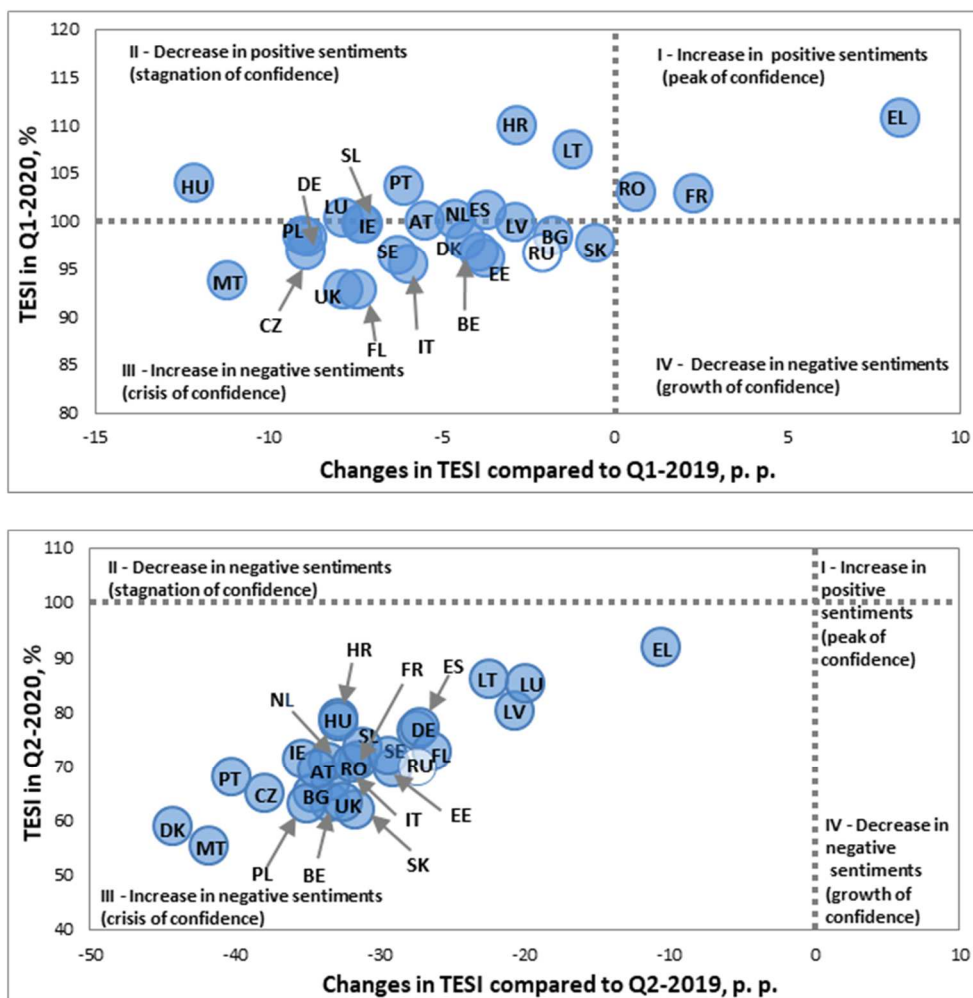 120
115
110
105
100
95
90
85
80
TESI in Q1-2020, %
II - Decrease in positive sentiments
(stagnation of confidence)
I - Increase in positive sentiments
(peak of confidence)
EL
HR
LT
SL
HU
DE
PT
RO
FR
LU
IE
AT
NL
ES
LV
PL
DK
BG
RU
SK
SE
EE
MT
UK
CZ
FL
IT
BE
III - Increase in negative sentiments
(crisis of confidence)
IV - Decrease in negative sentiments
(growth of confidence)
-15 -10 -5 0 5 10
Changes in TESI compared to Q1-2019, p. p.
110
100
90
80
70
60
50
40
TESI in Q2-2020, %
II - Decrease in negative sentiments
(stagnation of confidence)
I - Increase in
positive
sentiments
(peak of
confidence)
EL
HR
FR
ES
LT
LU
NL
HU
LV
SL
DE
IE
SE
FL
AT
RO
RU
PT
CZ
BG
UK
IT
EE
DK
MT
PL
BE
SK
III - Increase in negative sentiments
(crisis of confidence)
IV - Decrease in
negative
sentiments
(growth of
confidence)
-50 -40 -30 -20 -10 0 10
Changes in TESI compared to Q2-2019, p. p.